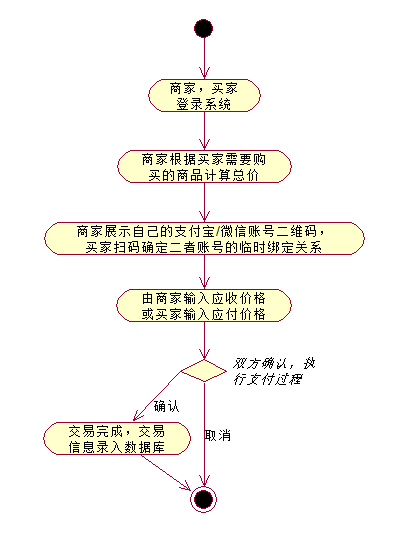 商家，买家
登录系统
商家根据买家需要购
买的商品计算总价
商家展示自己的支付宝/微信账号二维码，
买家扫码确定二者账号的临时绑定关系
由商家输入应收价格
或买家输入应付价格
双方确认，执
行支付过程
确认
交易完成，交易
信息录入数据库
取消